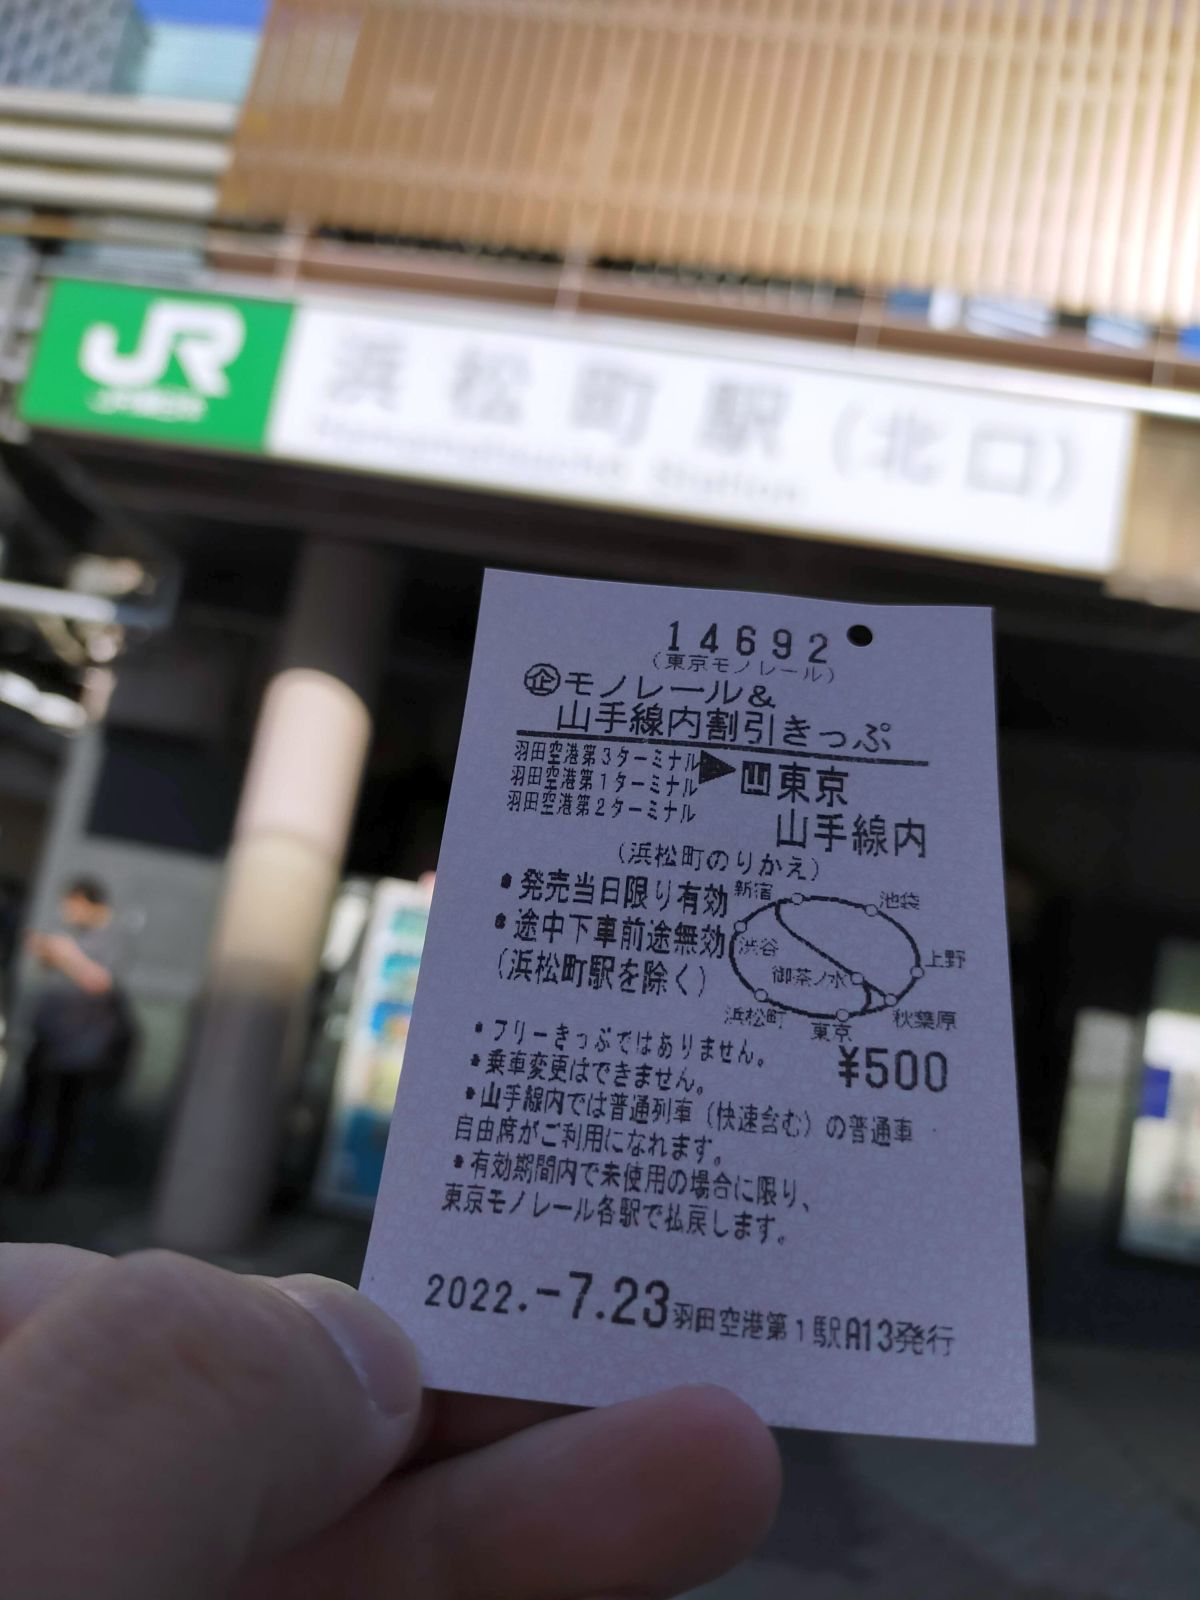 JR
浜松町駅(北口)
Hamamatsuchō Station
14692
(東京モノレール)
企モノレール&
山手線内割引きっぷ
羽田空港第3ターミナル
羽田空港第1ターミナル
羽田空港第2ターミナル
▶山東京
山手線内
(浜松町のりかえ)
・発売当日限り有効
・途中下車前途無効
(浜松町駅を除く)
新宿
池袋
渋谷
上野
御茶ノ水
浜松町
東京
秋葉原
・フリーきっぷではありません。
¥500
・乗車変更はできません。
・山手線内では普通列車(快速含む)の普通車
自由席がご利用になれます。
・有効期間内で未使用の場合に限り、
東京モノレール各駅で払戻します。
2022.-7.23羽田空港第1駅A13発行